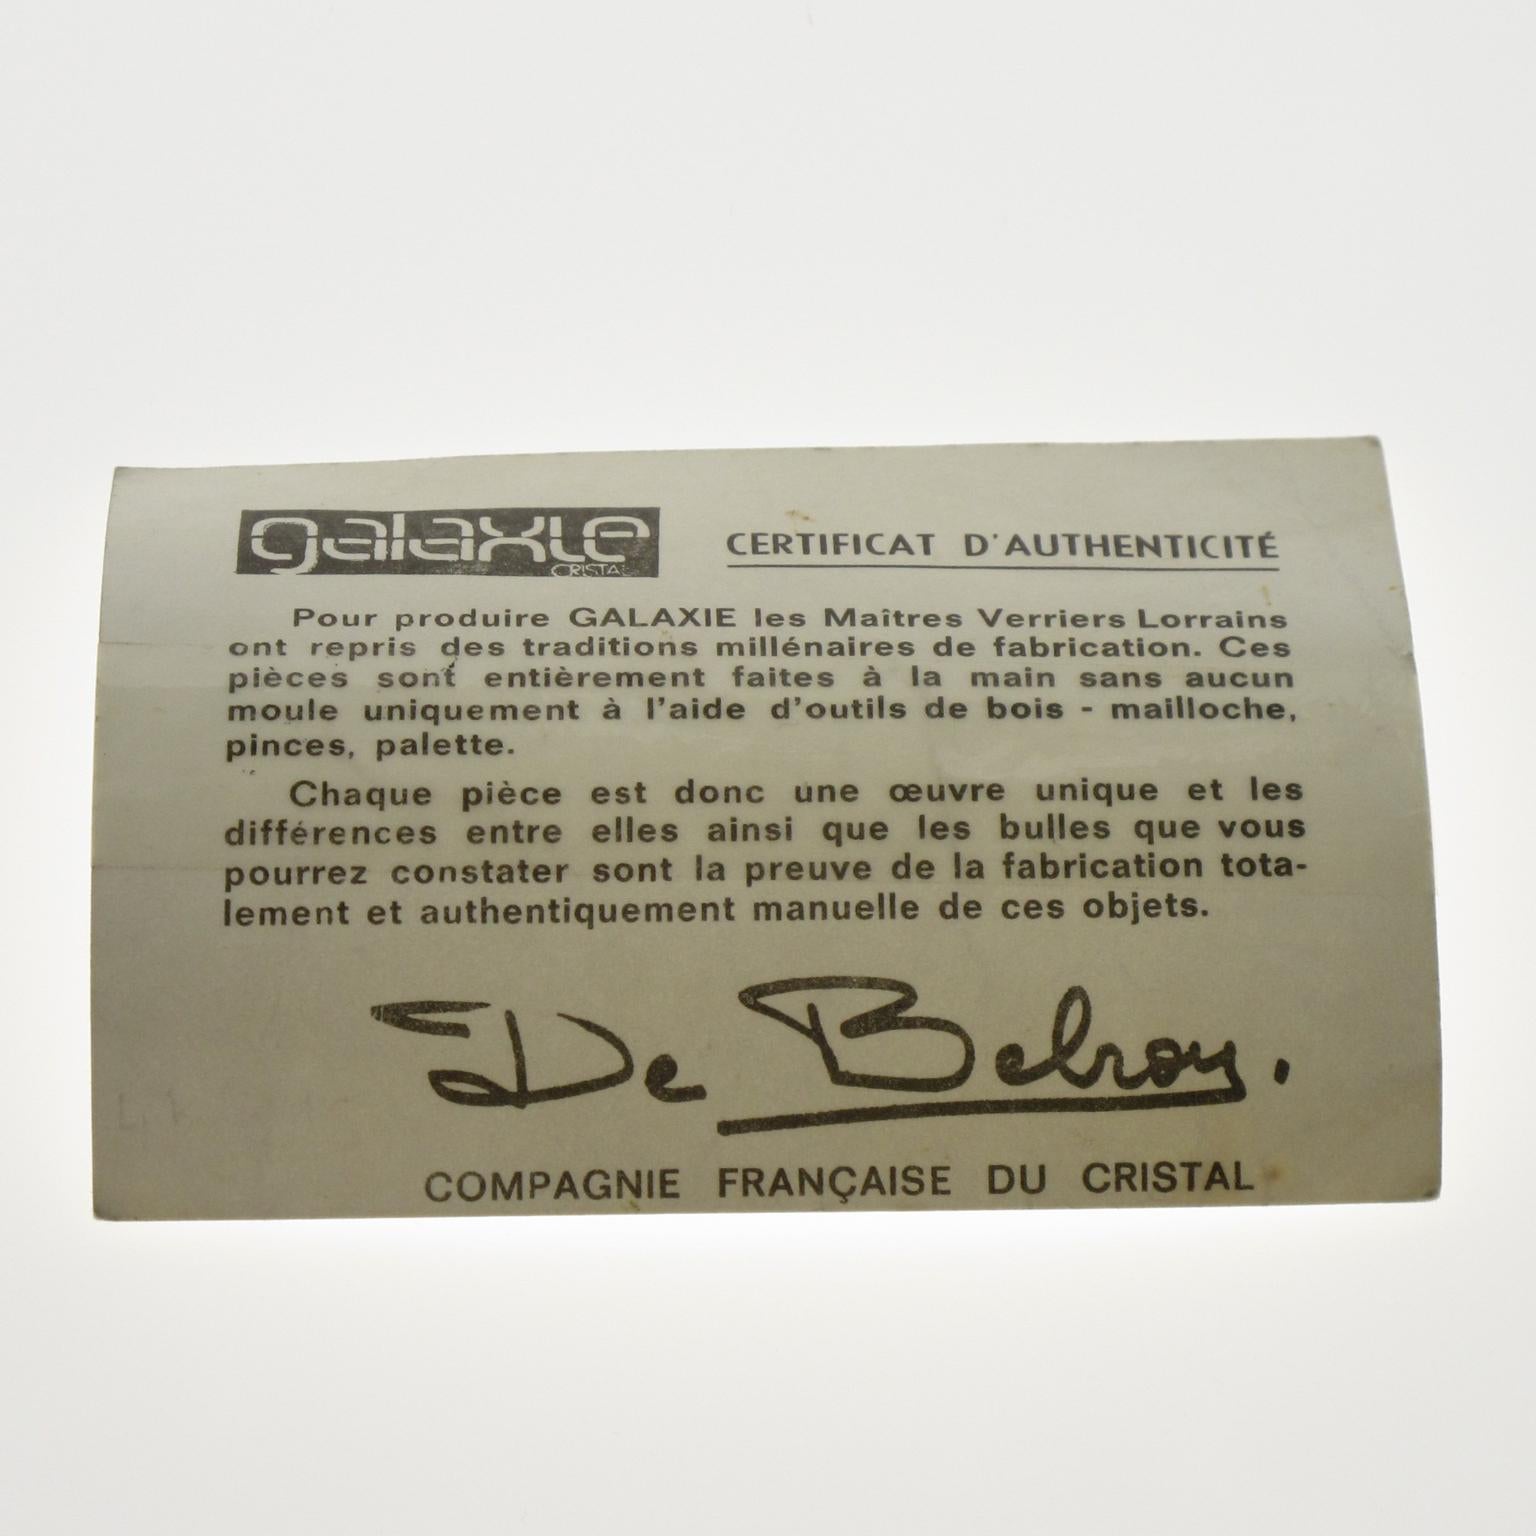 galaxie
CRISTAL
CERTIFICAT D'AUTHENTICITÉ
Pour produire GALAXIE les Maîtres Verriers Lorrains
ont repris des traditions millénaires de fabrication. Ces
pièces sont entièrement faites à la main sans aucun
moule uniquement à l'aide d'outils de bois - mailloche,
pinces, palette.
Chaque pièce est donc une œuvre unique et les
différences entre elles ainsi que les bulles que vous
pourrez constater sont la preuve de la fabrication tota-
lement et authentiquement manuelle de ces objets.
De Belroy.
COMPAGNIE FRANÇAISE DU CRISTAL